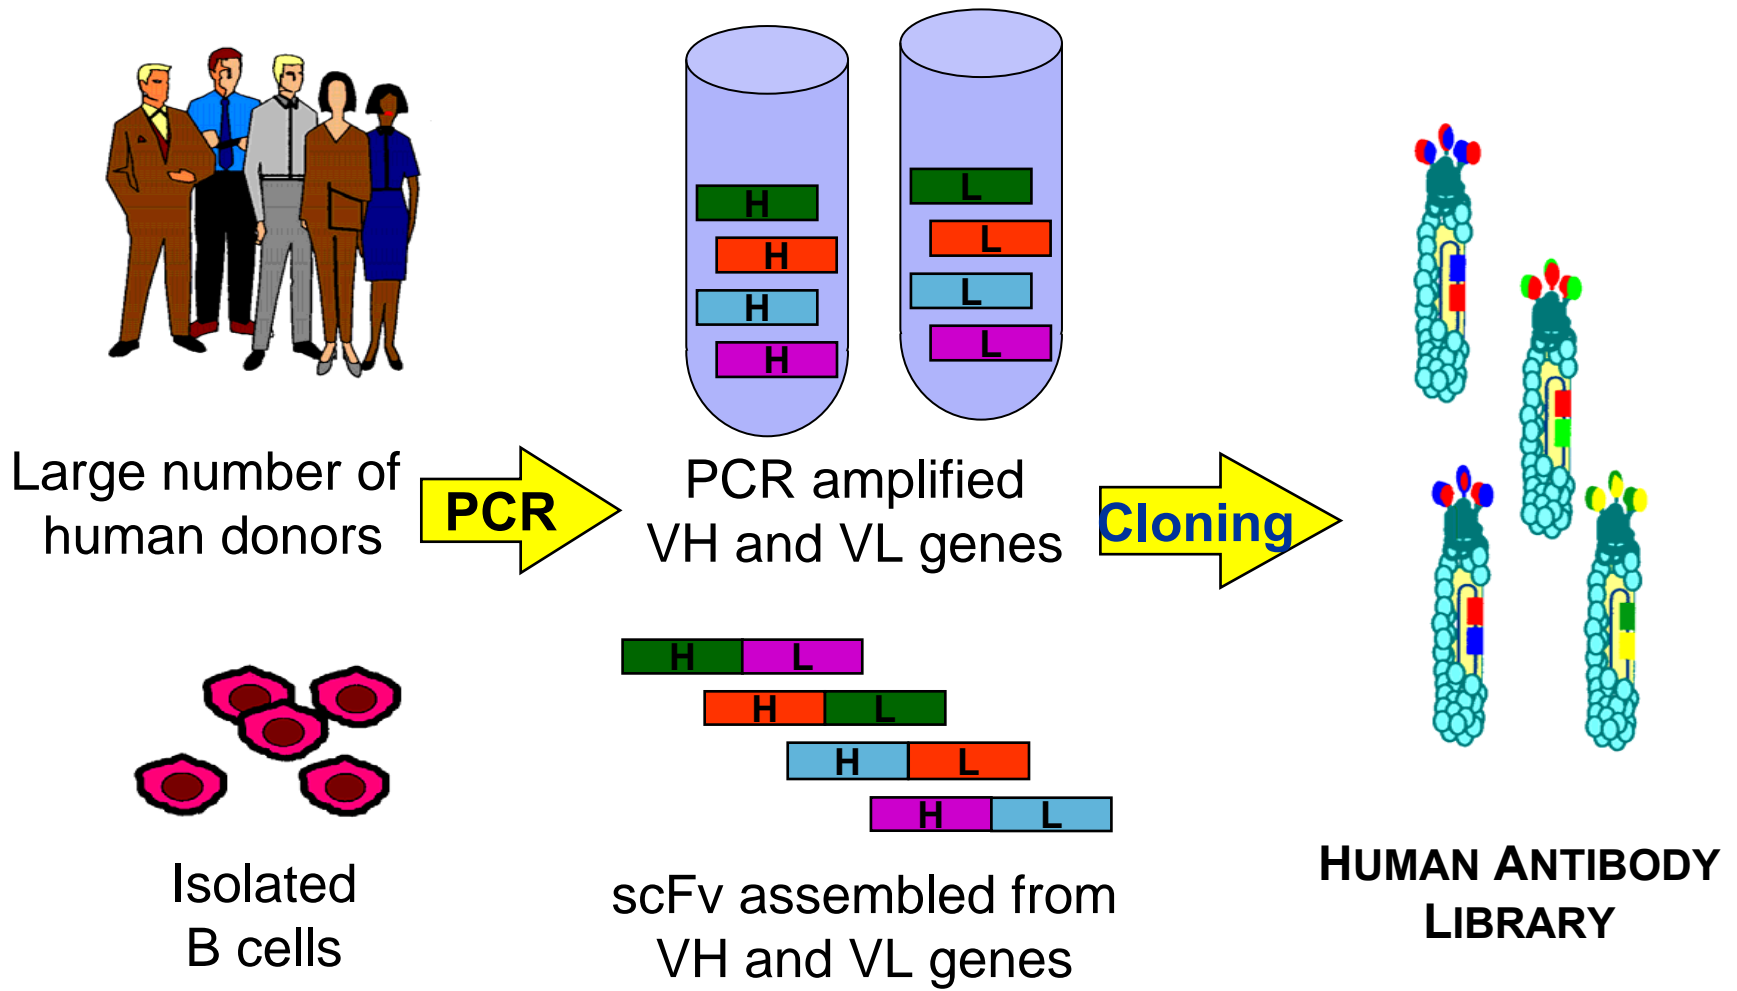 H
H
H
H
L
L
L
L
Large number of
human donors
PCR
PCR amplified
VH and VL genes
Cloning
H L
H L
H L
H L
Isolated
B cells
scFv assembled from
VH and VL genes
HUMAN ANTIBODY
LIBRARY